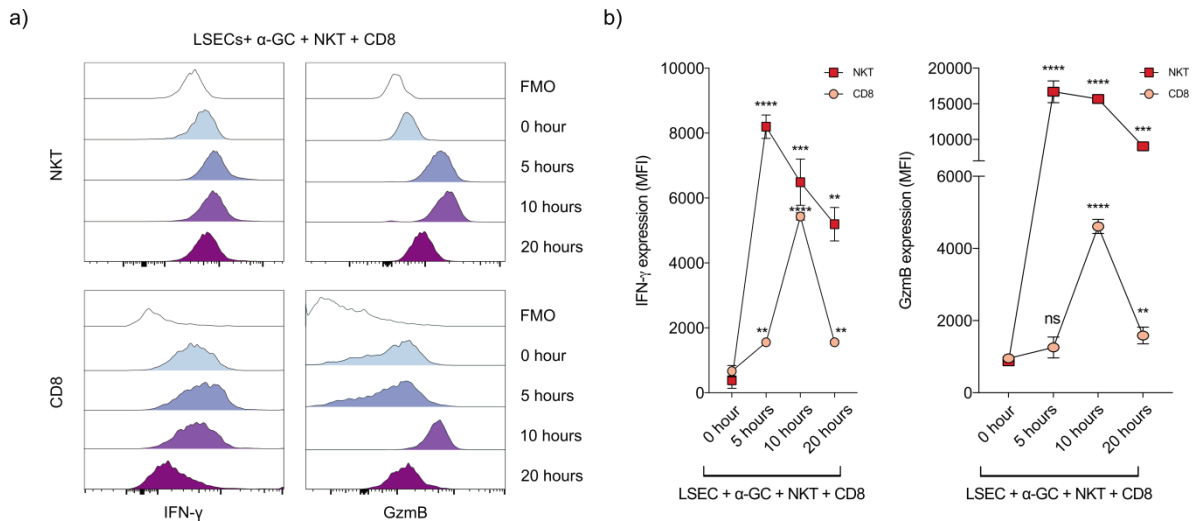 a)
LSECs+ α-GC + NKT + CD8
NKT
FMO
0 hour
5 hours
10 hours
20 hours
CD8
FMO
0 hour
5 hours
10 hours
20 hours
IFN-γ
GzmB
b)
IFN-γ expression (MFI)
10000
8000
6000
4000
2000
0
NKT
CD8
****
***
**
****
**
**
0 hour
5 hours
10 hours
20 hours
LSEC + α-GC + NKT + CD8
GzmB expression (MFI)
20000
15000
10000
6000
4000
2000
0
NKT
CD8
****
****
***
ns
****
**
0 hour
5 hours
10 hours
20 hours
LSEC + α-GC + NKT + CD8